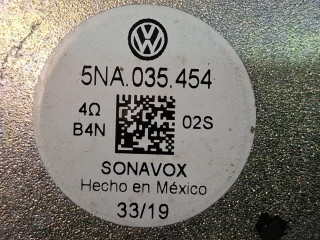 5NA.035.454
4Ω
B4N
02S
SONAVOX
Hecho en México
33/19